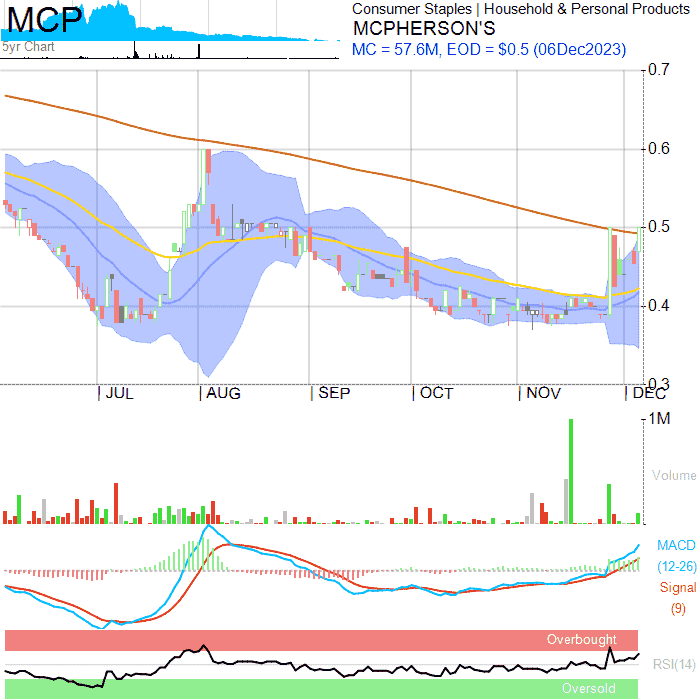 MCP
5yr Chart
Consumer Staples | Household & Personal Products
MCPHERSON'S
MC = 57.6M, EOD = $0.5 (06Dec2023)
0.7
0.6
0.5
0.4
0.3
JUL
AUG
SEP
OCT
NOV
DEC
1M
Volume
MACD
(12-26)
Signal
(9)
Overbought
RSI(14)
Oversold